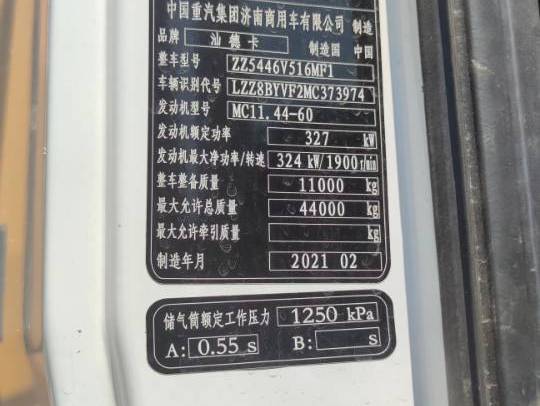 中国重汽集团济南商用车有限公司 制造
品牌 汕德卡 制造国 中国
整车型号 ZZ5446V516MF1
车辆识别代号 LZZ8BYVF2MC373974
发动机型号 MC11.44-60
发动机额定功率 327 kW
发动机最大净功率/转速 324 kW/1900r/min
整车整备质量 11000 kg
最大允许总质量 44000 kg
最大允许牵引质量 kg
制造年月 2021 02
储气筒额定工作压力 1250 kPa
A: 0.55 s B: s